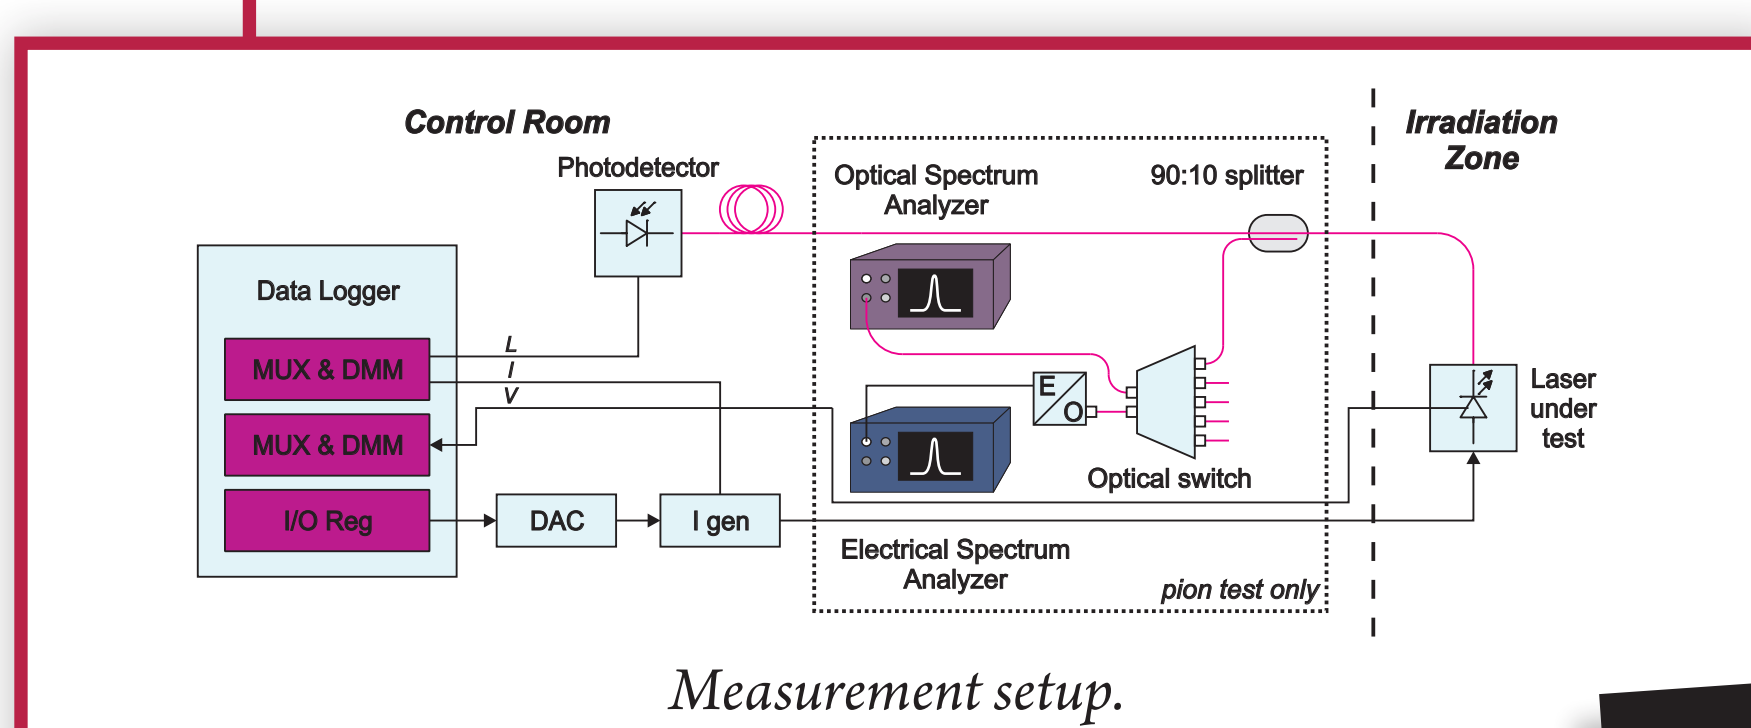 Control Room
Irradiation
Zone
Photodetector
Optical Spectrum
Analyzer
90:10 splitter
Data Logger
MUX & DMM
L
I
V
MUX & DMM
I/O Reg
DAC
I gen
E
O
Optical switch
Laser
under
test
Electrical Spectrum
Analyzer
pion test only
Measurement setup.